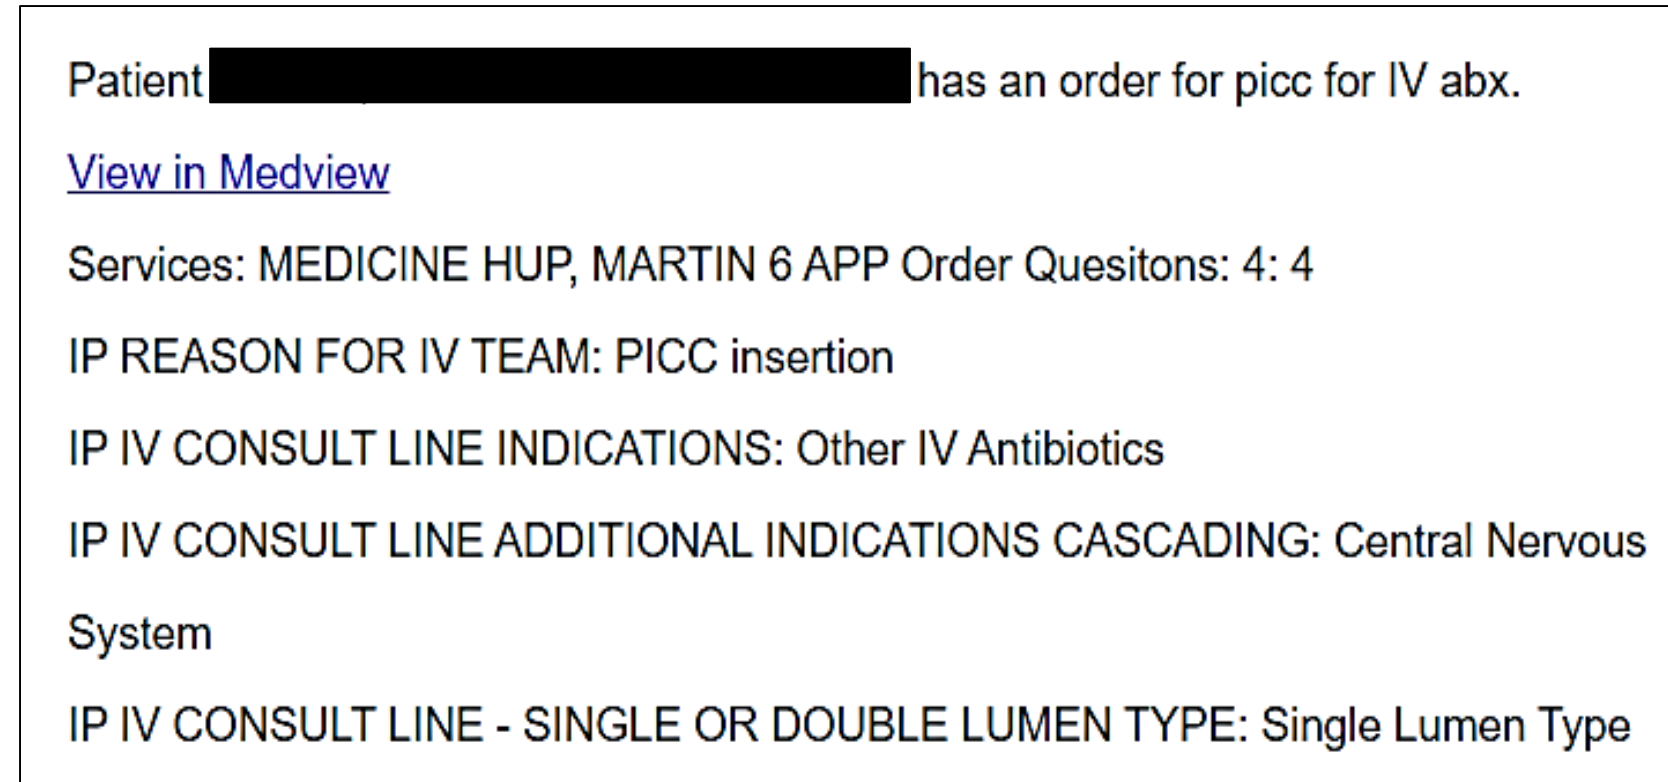 Patient has an order for picc for IV abx.
View in Medview
Services: MEDICINE HUP, MARTIN 6 APP Order Quesitons: 4: 4
IP REASON FOR IV TEAM: PICC insertion
IP IV CONSULT LINE INDICATIONS: Other IV Antibiotics
IP IV CONSULT LINE ADDITIONAL INDICATIONS CASCADING: Central Nervous
System
IP IV CONSULT LINE - SINGLE OR DOUBLE LUMEN TYPE: Single Lumen Type